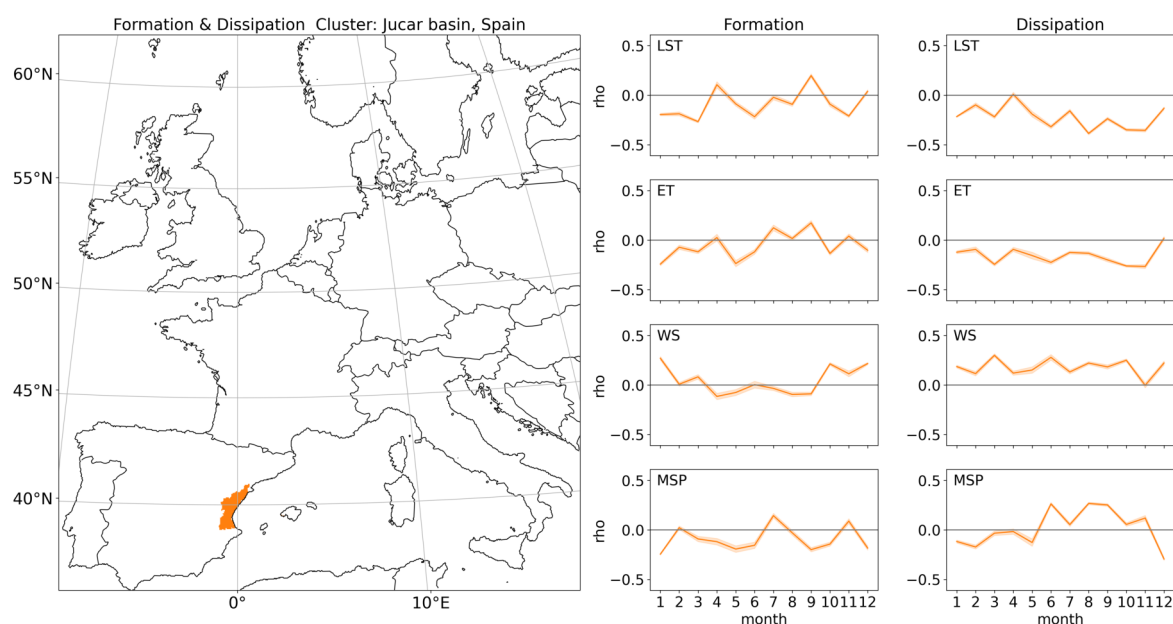 Formation & Dissipation  Cluster: Jucar basin, Spain
60°N
55°N
50°N
45°N
40°N
0°
10°E
Formation
Dissipation
LST
0.5
0.0
−0.5
rho
LST
0.5
0.0
−0.5
ET
0.5
0.0
−0.5
rho
ET
0.5
0.0
−0.5
WS
0.5
0.0
−0.5
rho
WS
0.5
0.0
−0.5
MSP
0.5
0.0
−0.5
rho
1 2 3 4 5 6 7 8 9 10 11 12
month
MSP
0.5
0.0
−0.5
1 2 3 4 5 6 7 8 9 10 11 12
month